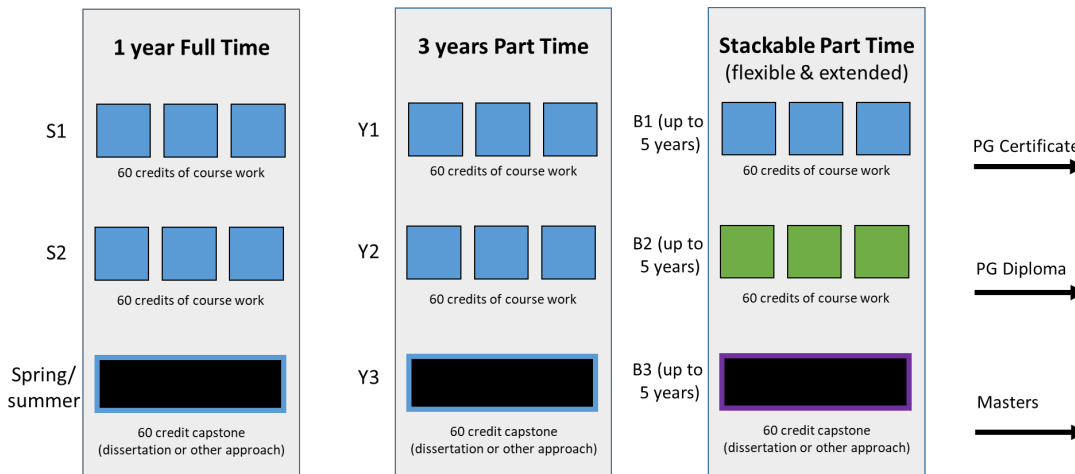 1 year Full Time
S1
60 credits of course work
S2
60 credits of course work
Spring/
summer
60 credit capstone
(dissertation or other approach)
3 years Part Time
Y1
60 credits of course work
Y2
60 credits of course work
Y3
60 credit capstone
(dissertation or other approach)
Stackable Part Time
(flexible & extended)
B1 (up to
5 years)
60 credits of course work
B2 (up to
5 years)
60 credits of course work
B3 (up to
5 years)
60 credit capstone
(dissertation or other approach)
PG Certificate
PG Diploma
Masters